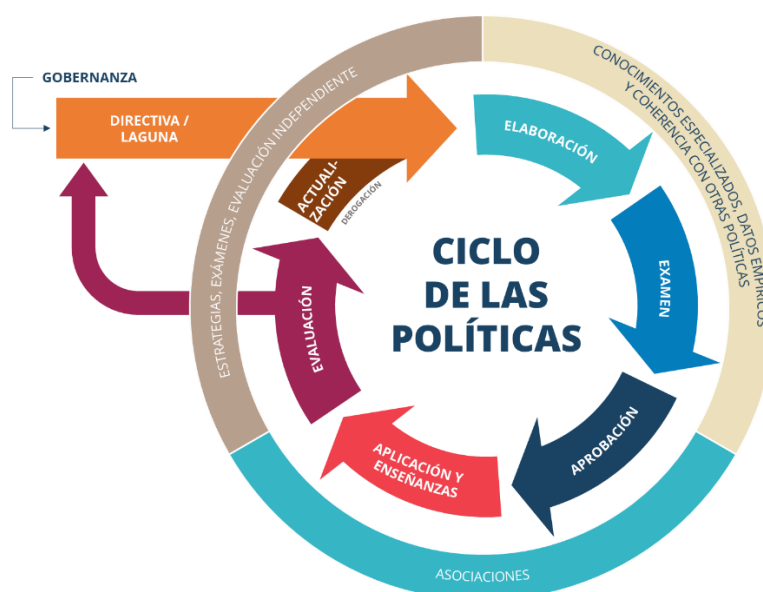 GOBERNANZA
DIRECTIVA /
LAGUNA
ESTRATEGIAS, EXÁMENES, EVALUACIÓN INDEPENDIENTE
CONOCIMIENTOS ESPECIALIZADOS, DATOS EMPÍRICOS
Y COHERENCIA CON OTRAS POLÍTICAS
ELABORACIÓN
EXAMEN
APROBACIÓN
APLICACIÓN Y
ENSEÑANZAS
EVALUACIÓN
ACTUALI-
ZACIÓN
DEROGACIÓN
CICLO
DE LAS
POLÍTICAS
ASOCIACIONES